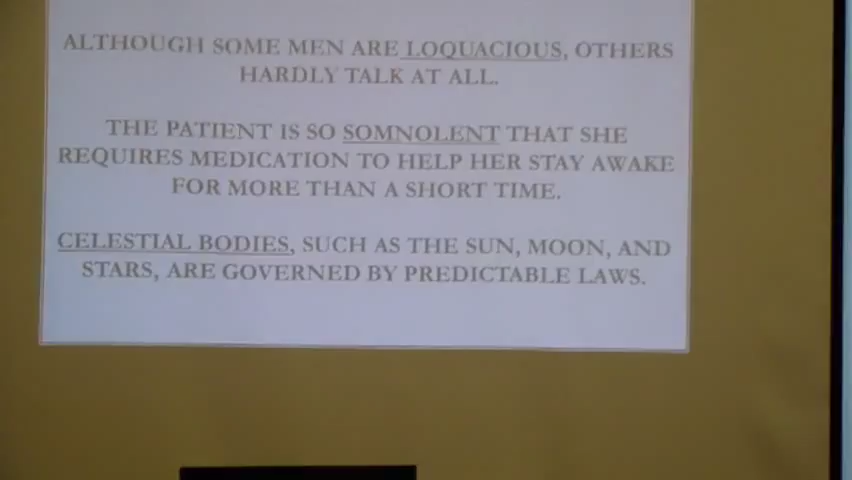 ALTHOUGH SOME MEN ARE LOQUACIOUS, OTHERS
HARDLY TALK AT ALL.
THE PATIENT IS SO SOMNOLENT THAT SHE
REQUIRES MEDICATION TO HELP HER STAY AWAKE
FOR MORE THAN A SHORT TIME.
CELESTIAL BODIES, SUCH AS THE SUN, MOON, AND
STARS, ARE GOVERNED BY PREDICTABLE LAWS.